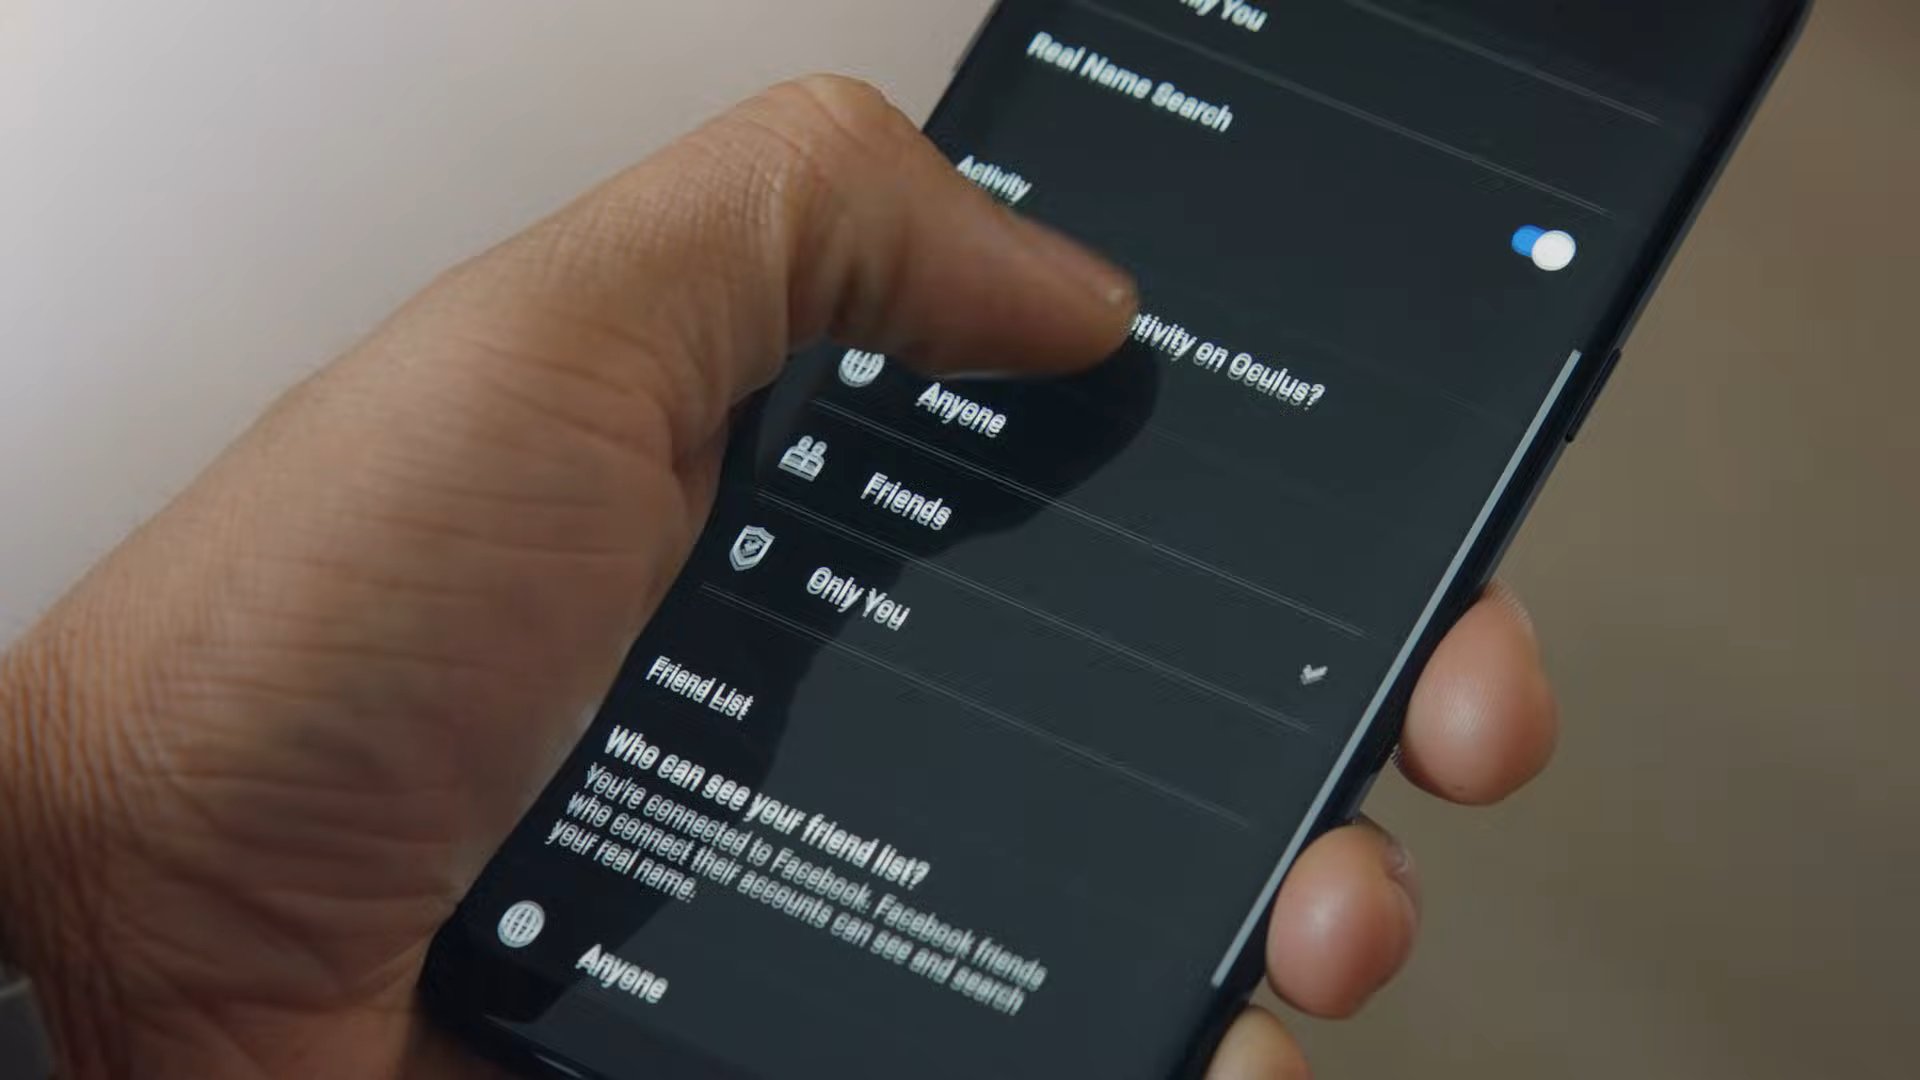 You
Real Name Search
Activity
on Oculus?
Anyone
Friends
Only You
Friend List
Who can see your friend list?
You're connected to Facebook. Facebook friends
who connect their accounts can see and search
your real name.
Anyone